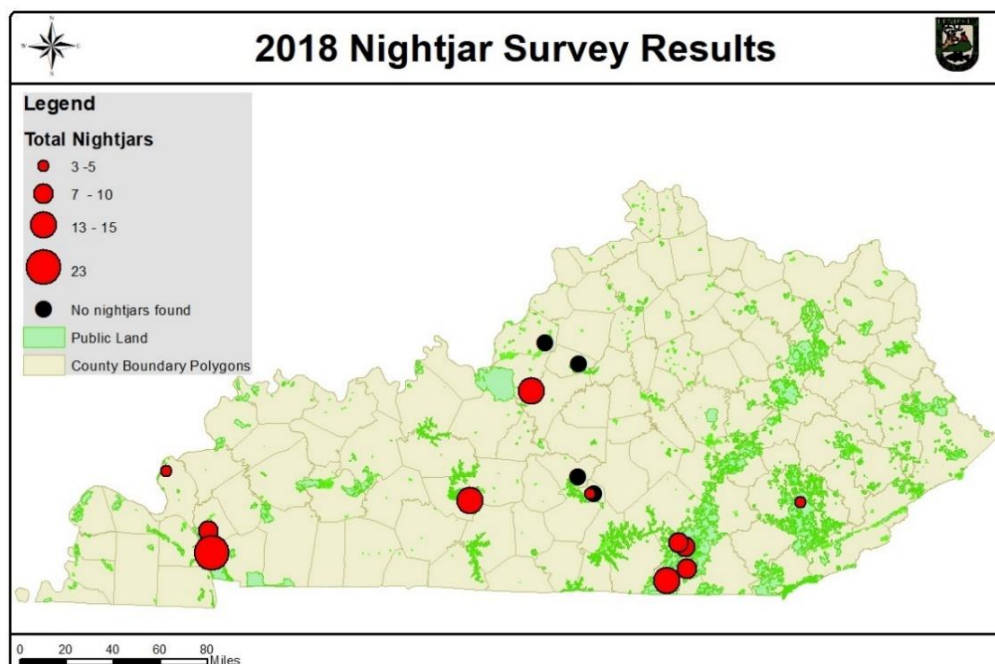 2018 Nightjar Survey Results
Legend
Total Nightjars
3 -5
7 - 10
13 - 15
23
No nightjars found
Public Land
County Boundary Polygons
0 20 40 60 80
Miles